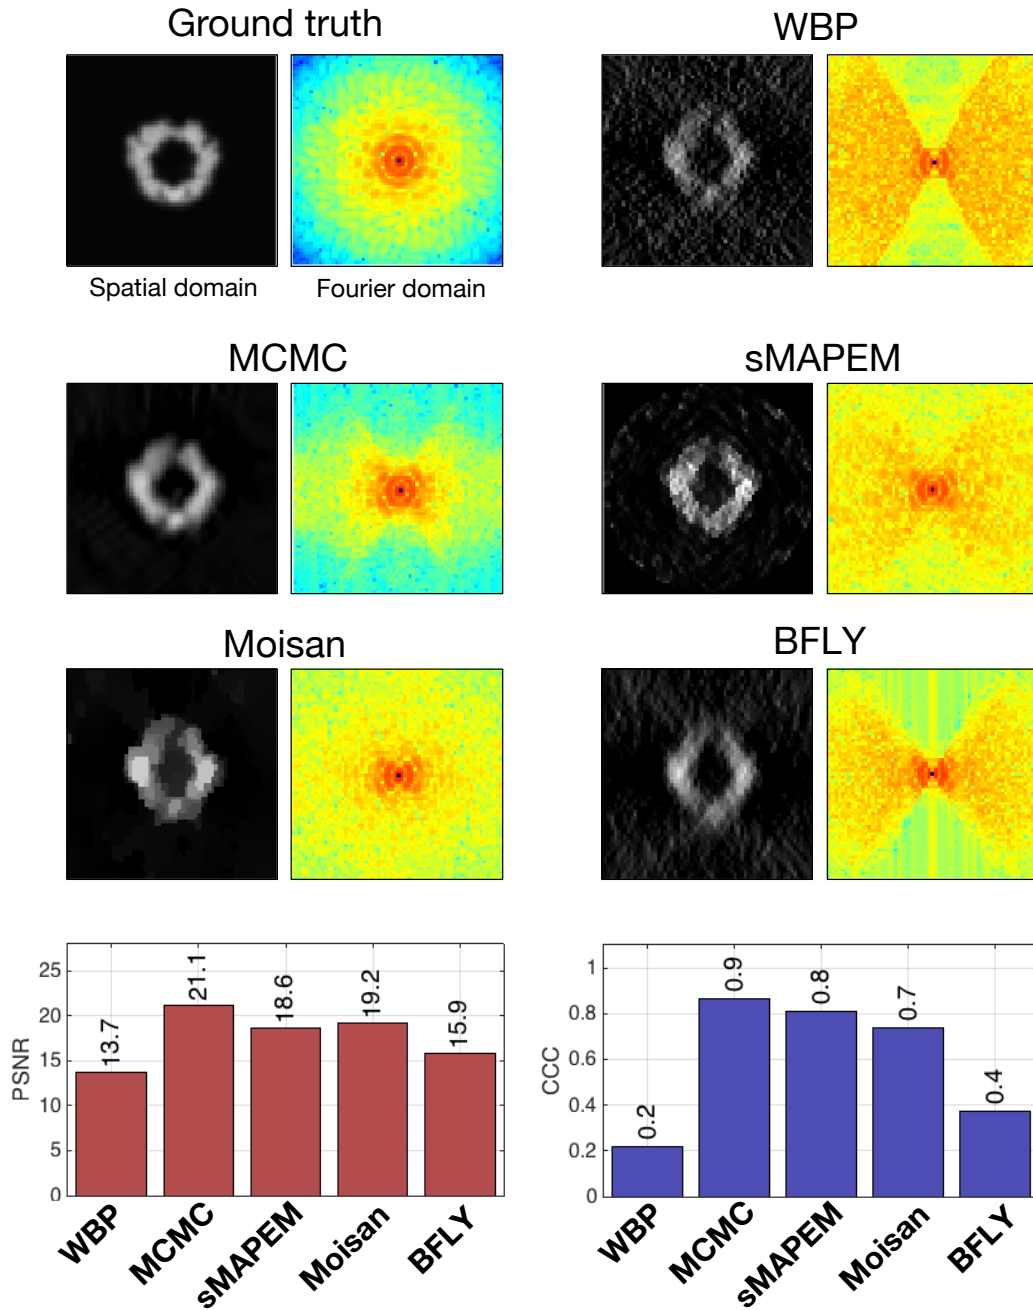 Ground truth
WBP
Spatial domain
Fourier domain
MCMC
sMAPEM
Moisan
BFLY
PSNR
25
20
15
10
5
0
13.7
21.1
18.6
19.2
15.9
WBP
MCMC
sMAPEM
Moisan
BFLY
CCC
1
0.8
0.6
0.4
0.2
0
0.2
0.9
0.8
0.7
0.4
WBP
MCMC
sMAPEM
Moisan
BFLY